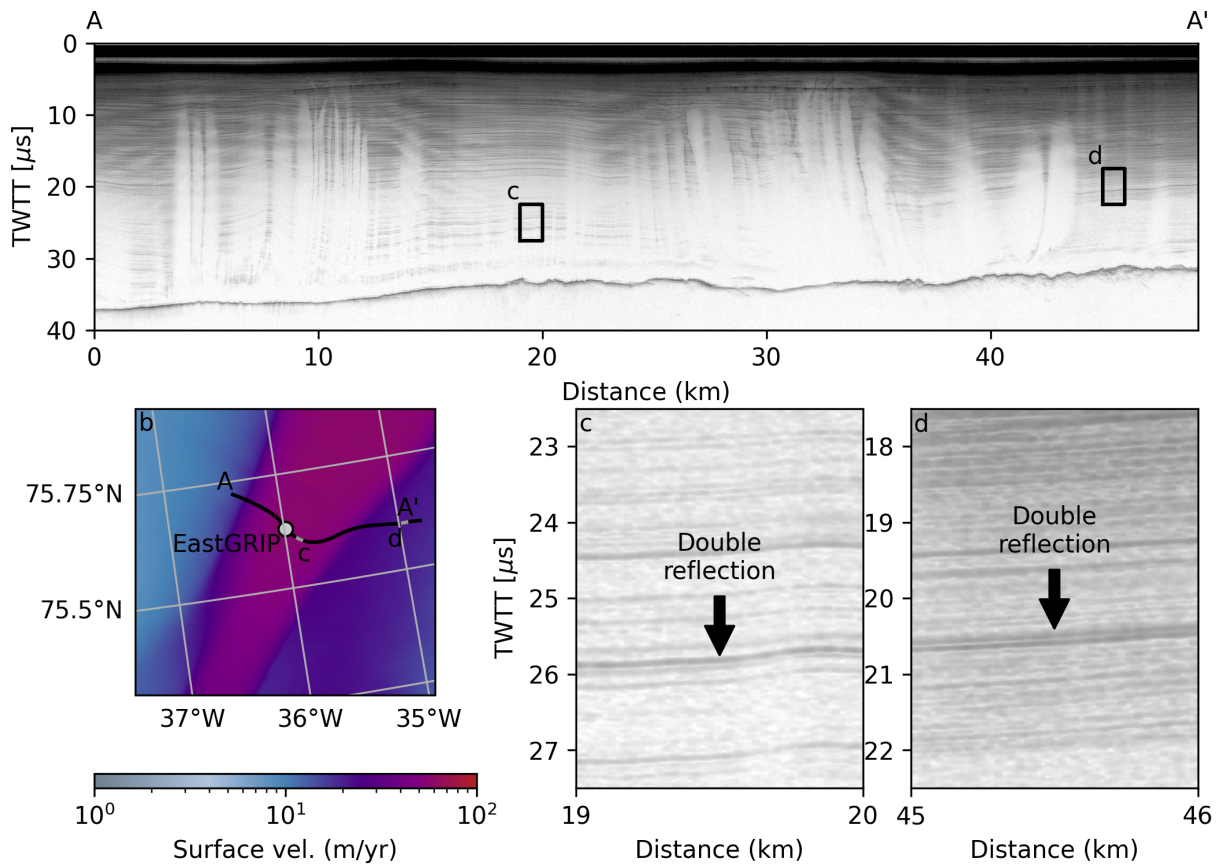 A
A'
0
10
20
30
40
TWTT [μs]
c
d
0
10
20
30
40
Distance (km)
b
A
A'
EastGRIP
c
d
75.75°N
75.5°N
37°W
36°W
35°W
10⁰
10¹
10²
Surface vel. (m/yr)
c
23
24
25
26
27
TWTT [μs]
Double
reflection
19
20
Distance (km)
d
18
19
20
21
22
Double
reflection
45
46
Distance (km)